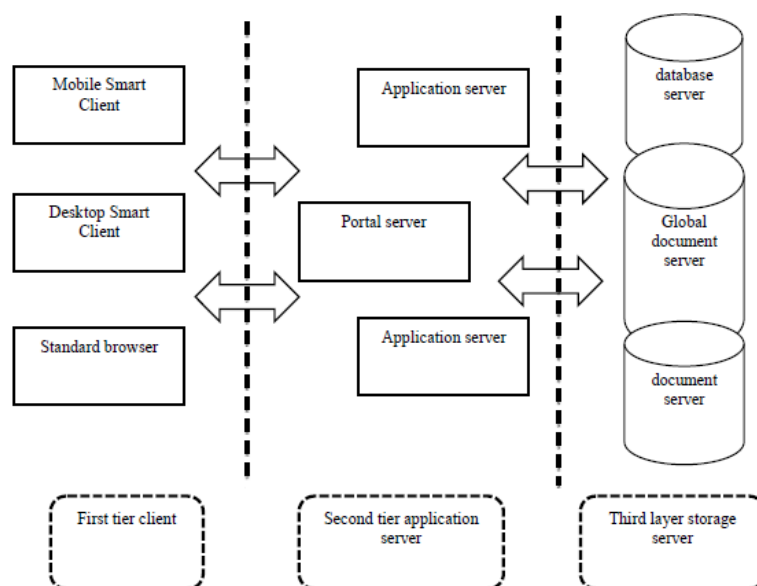 Mobile Smart
Client
Desktop Smart
Client
Standard browser
Application server
Portal server
Application server
database
server
Global
document
server
document
server
First tier client
Second tier application
server
Third layer storage
server